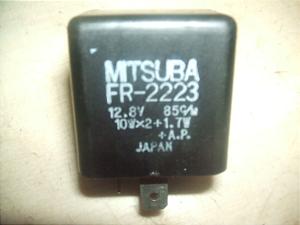 MITSUBA
FR-2223
12.8V 85C/M
10W×2+1.7W
+A.P.
JAPAN